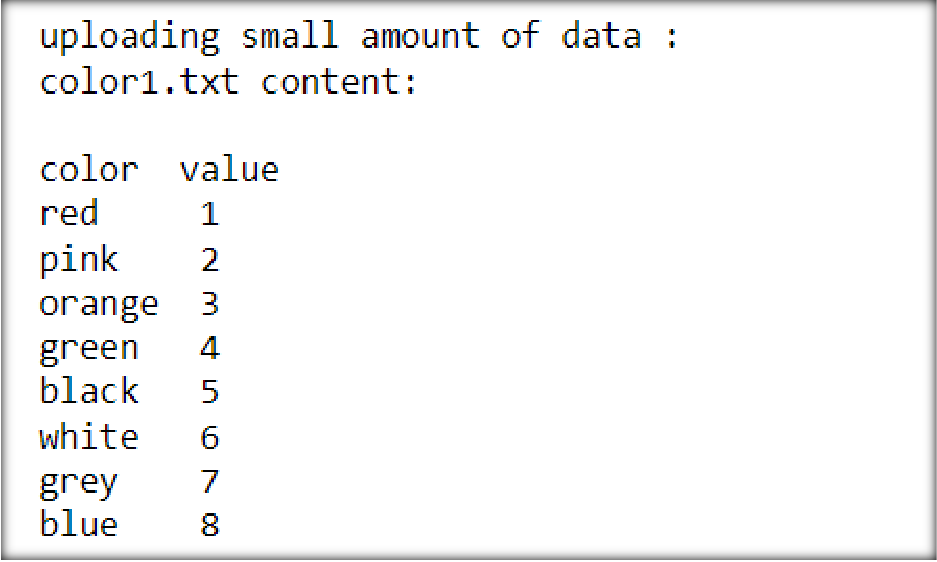 uploading small amount of data :
color1.txt content:
color value
red 1
pink 2
orange 3
green 4
black 5
white 6
grey 7
blue 8